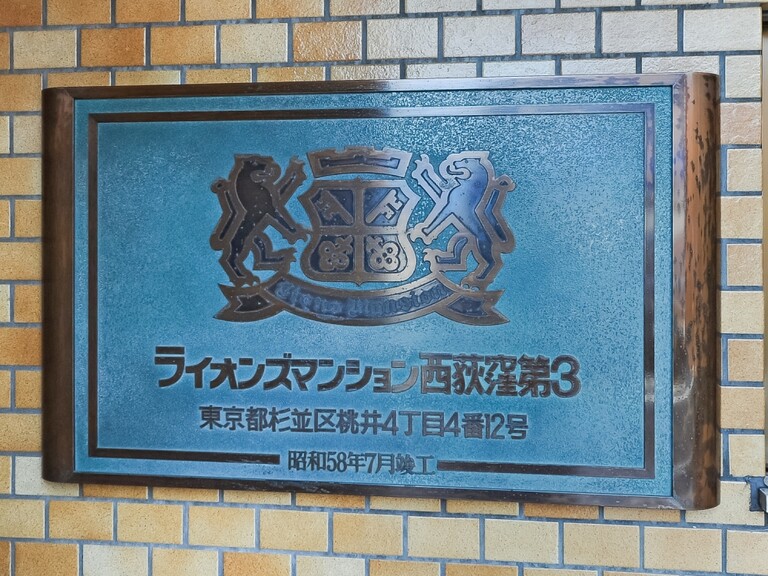 Lions Mansion
ライオンズマンション西荻窪第3
東京都杉並区桃井4丁目4番12号
昭和58年7月竣工